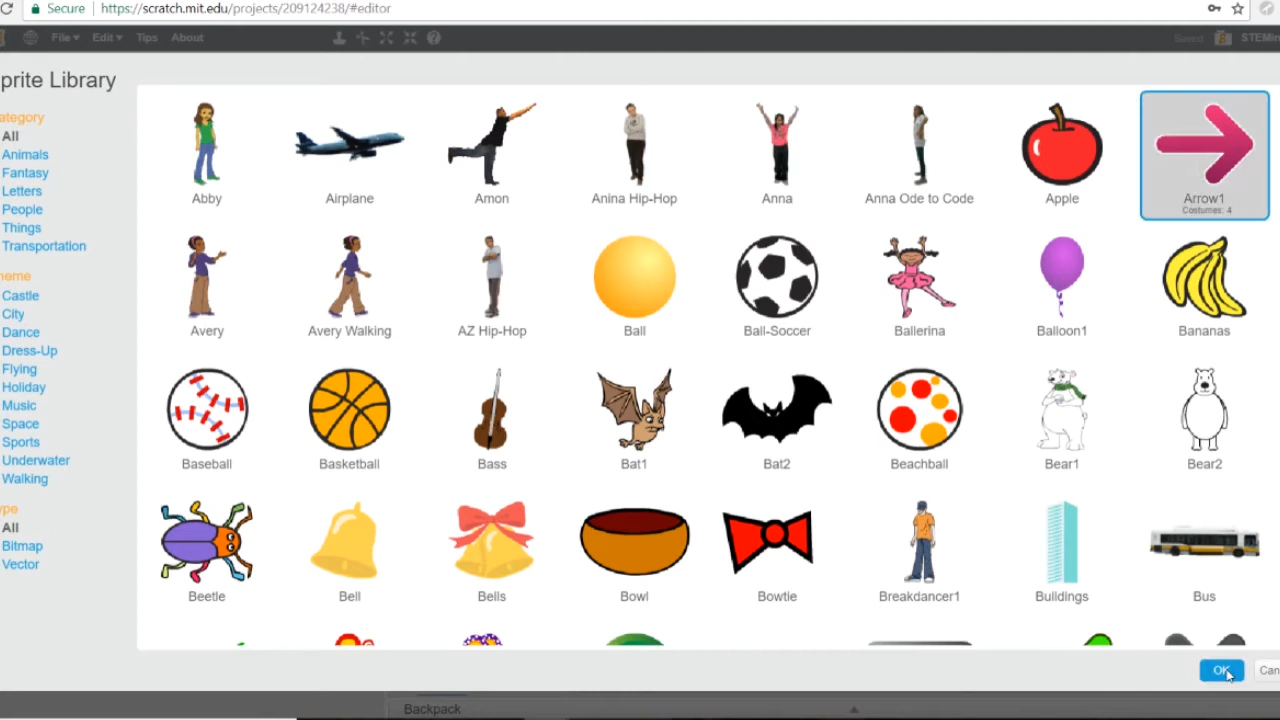 Secure https://scratch.mit.edu/projects/209124238/#editor
File Edit Tips About Saved STEMin
prite Library
ategory
All
Animals
Fantasy
Letters
People
Things
Transportation
heme
Castle
City
Dance
Dress-Up
Flying
Holiday
Music
Space
Sports
Underwater
Walking
ype
All
Bitmap
Vector
Abby Airplane Amon Anina Hip-Hop Anna Anna Ode to Code Apple Arrow1
Costumes: 4
Avery Avery Walking AZ Hip-Hop Ball Ball-Soccer Ballerina Balloon1 Bananas
Baseball Basketball Bass Bat1 Bat2 Beachball Bear1 Bear2
Beetle Bell Bells Bowl Bowtie Breakdancer1 Buildings Bus
OK Can
Backpack